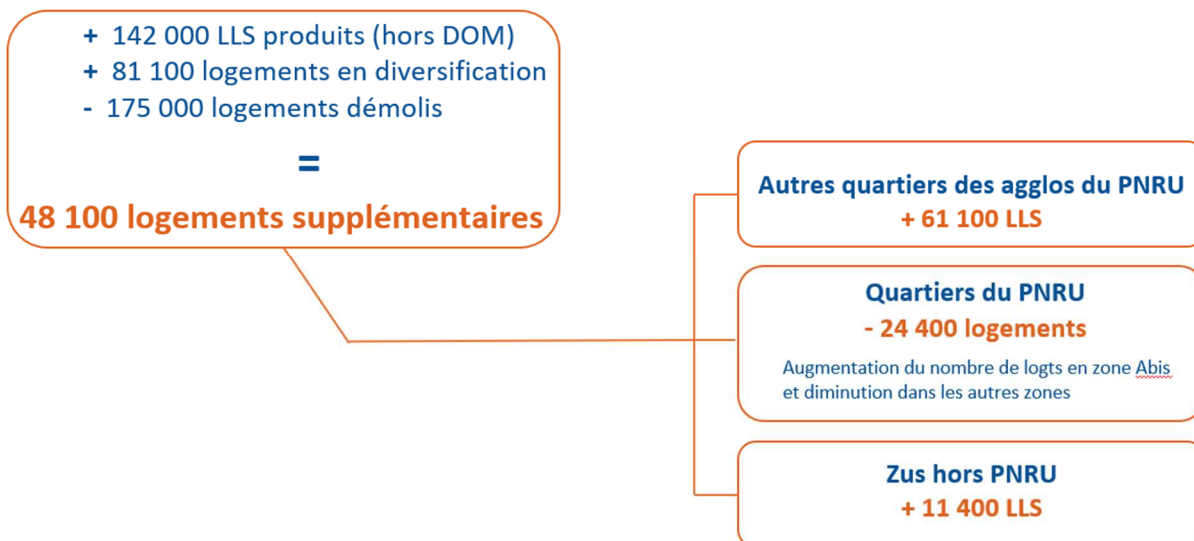 + 142 000 LLS produits (hors DOM)
+ 81 100 logements en diversification
- 175 000 logements démolis
=
48 100 logements supplémentaires
Autres quartiers des agglos du PNRU
+ 61 100 LLS
Quartiers du PNRU
- 24 400 logements
Augmentation du nombre de logts en zone Abis
et diminution dans les autres zones
Zus hors PNRU
+ 11 400 LLS